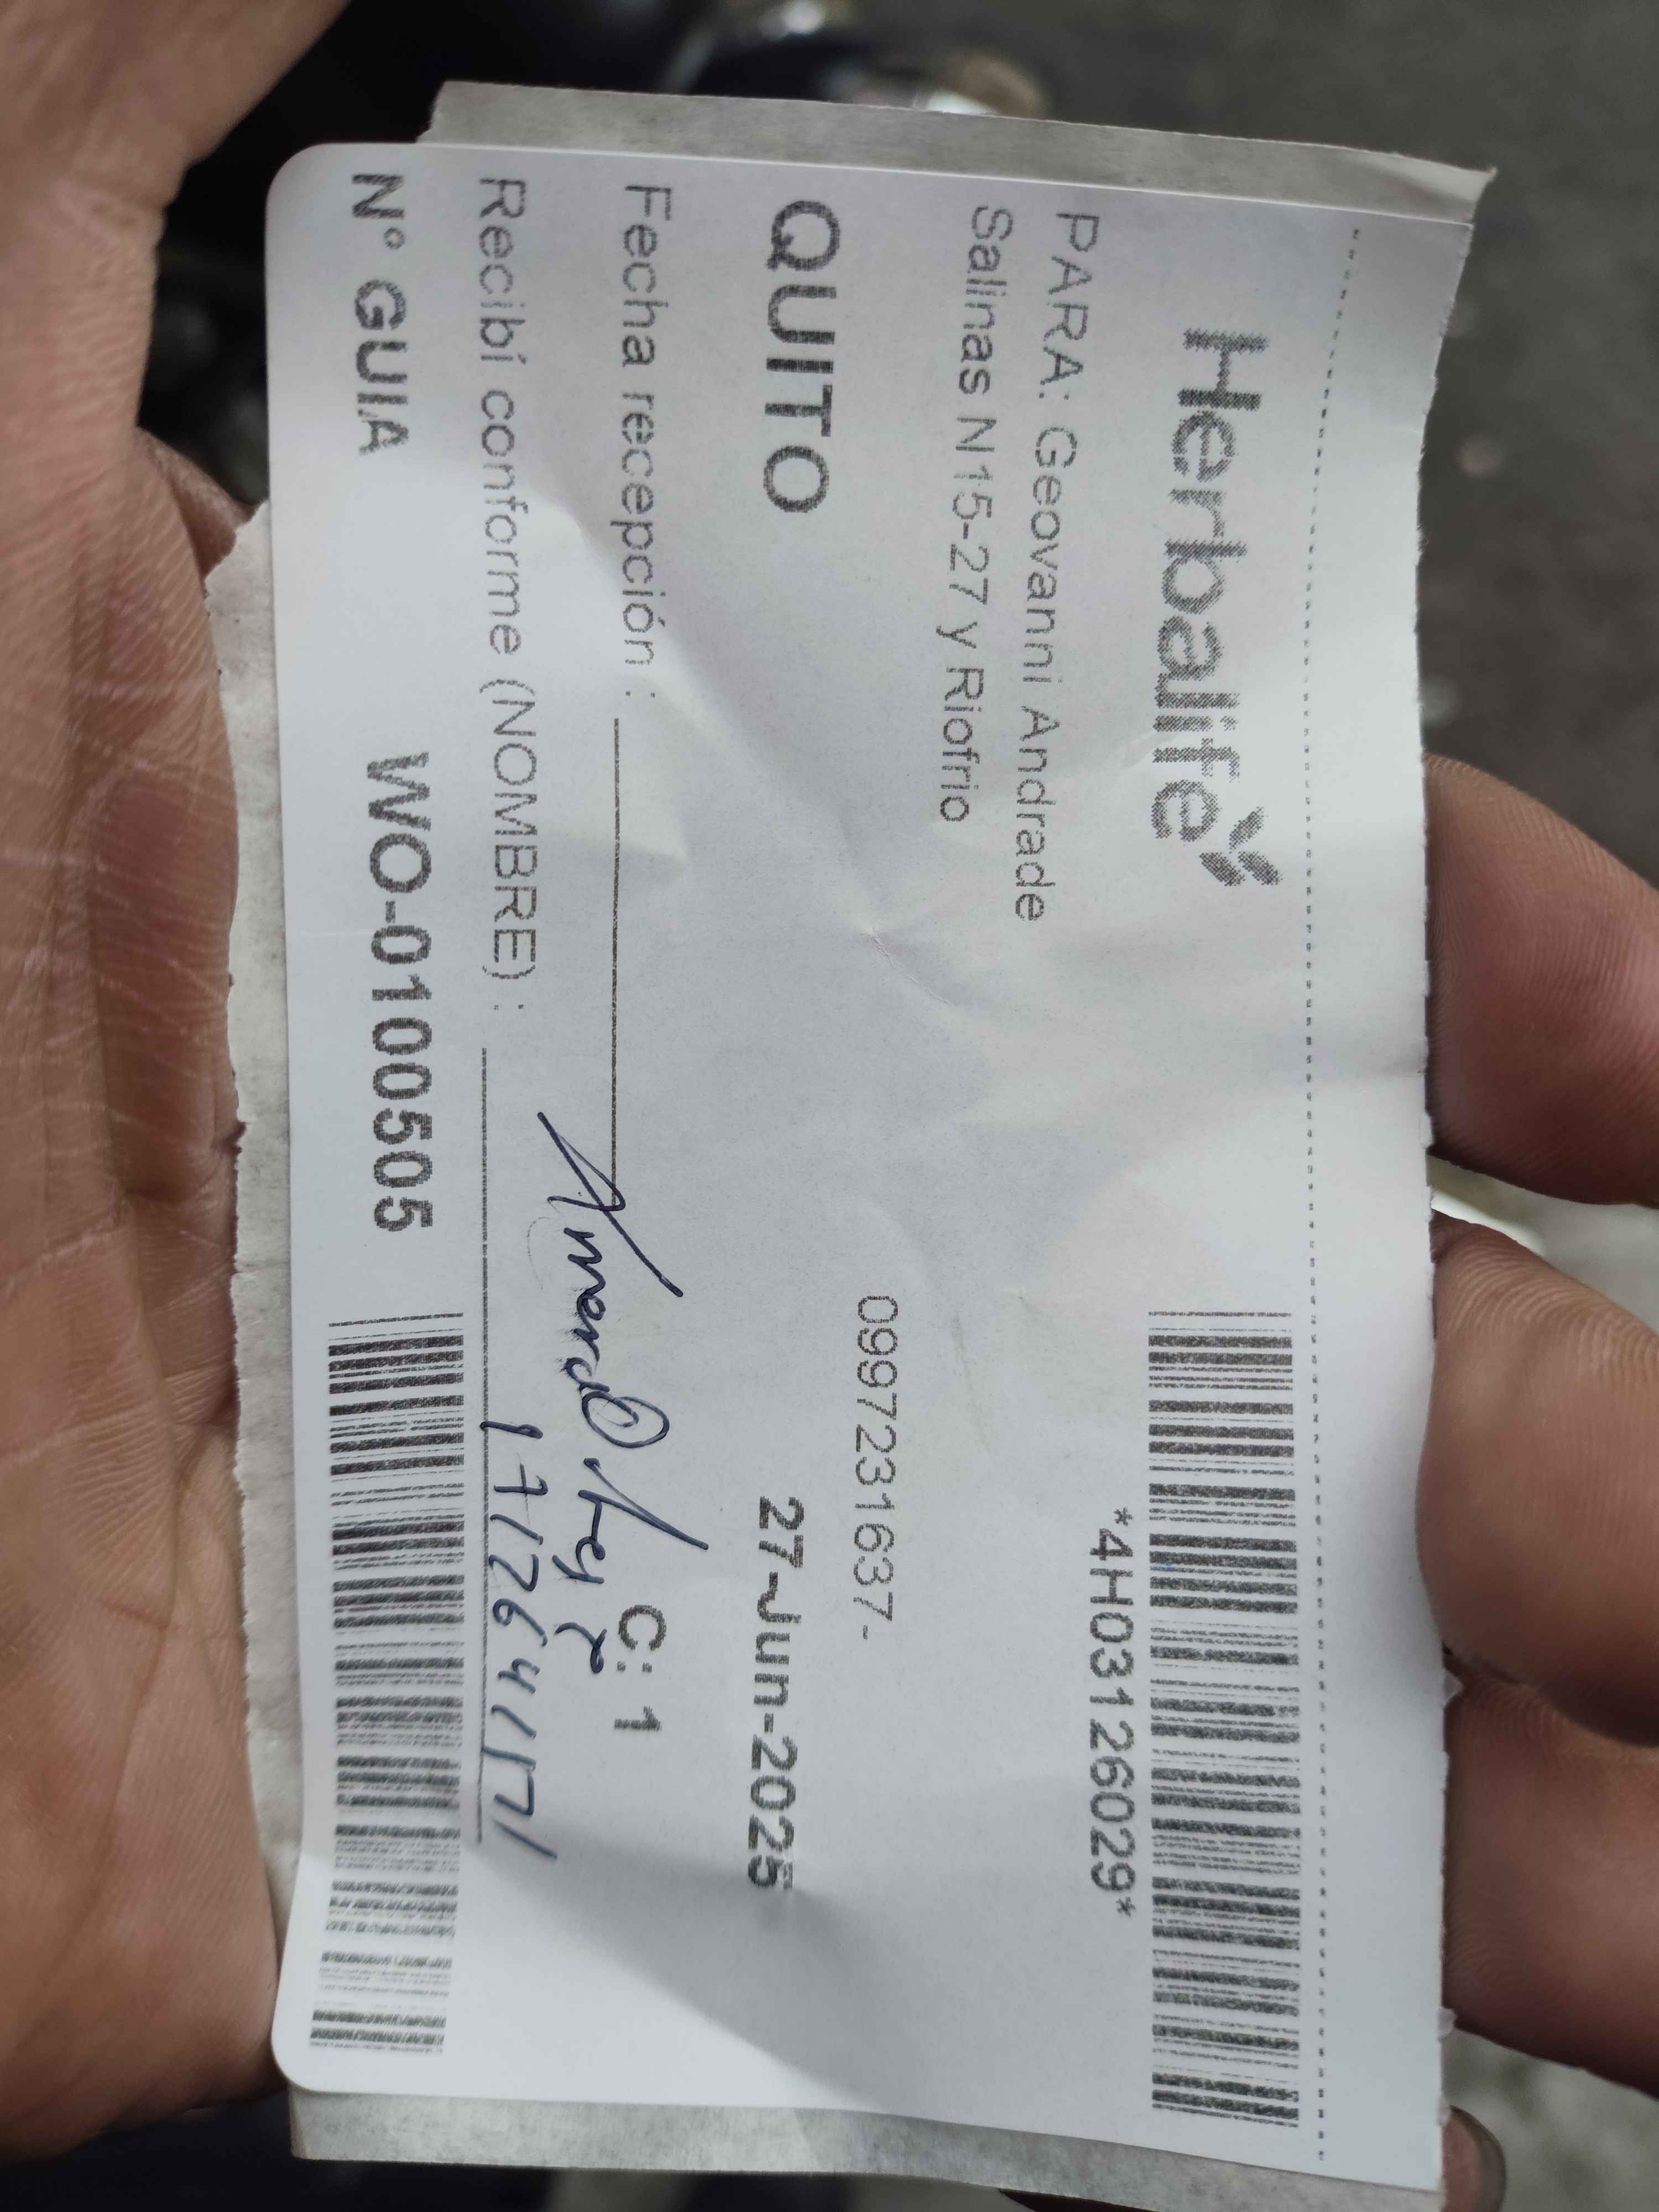 Herbalife
*4H03126029*
PARA: Geovanni Andrade
Salinas N15-27 y Riofrio
0997231637-
QUITO
27-Jun-2025
Fecha recepción :
C: 1
Recibí conforme (NOMBRE) :
N° GUIA
WO-0100505